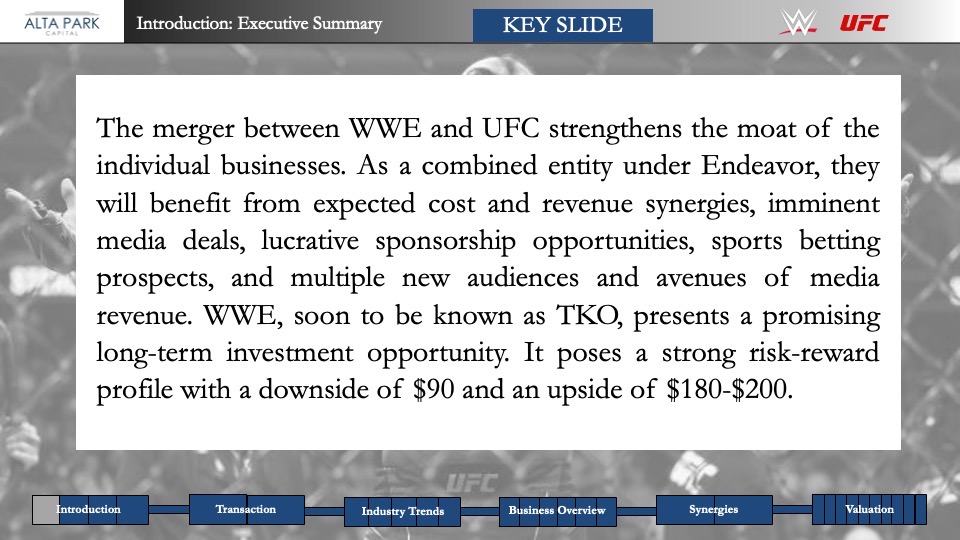 ALTA PARK
CAPITAL
Introduction: Executive Summary
KEY SLIDE
W
UFC
The merger between WWE and UFC strengthens the moat of the
individual businesses. As a combined entity under Endeavor, they
will benefit from expected cost and revenue synergies, imminent
media deals, lucrative sponsorship opportunities, sports betting
prospects, and multiple new audiences and avenues of media
revenue. WWE, soon to be known as TKO, presents a promising
long-term investment opportunity. It poses a strong risk-reward
profile with a downside of $90 and an upside of $180-$200.
UFC
Introduction
Transaction
Industry Trends
Business Overview
Synergies
Valuation